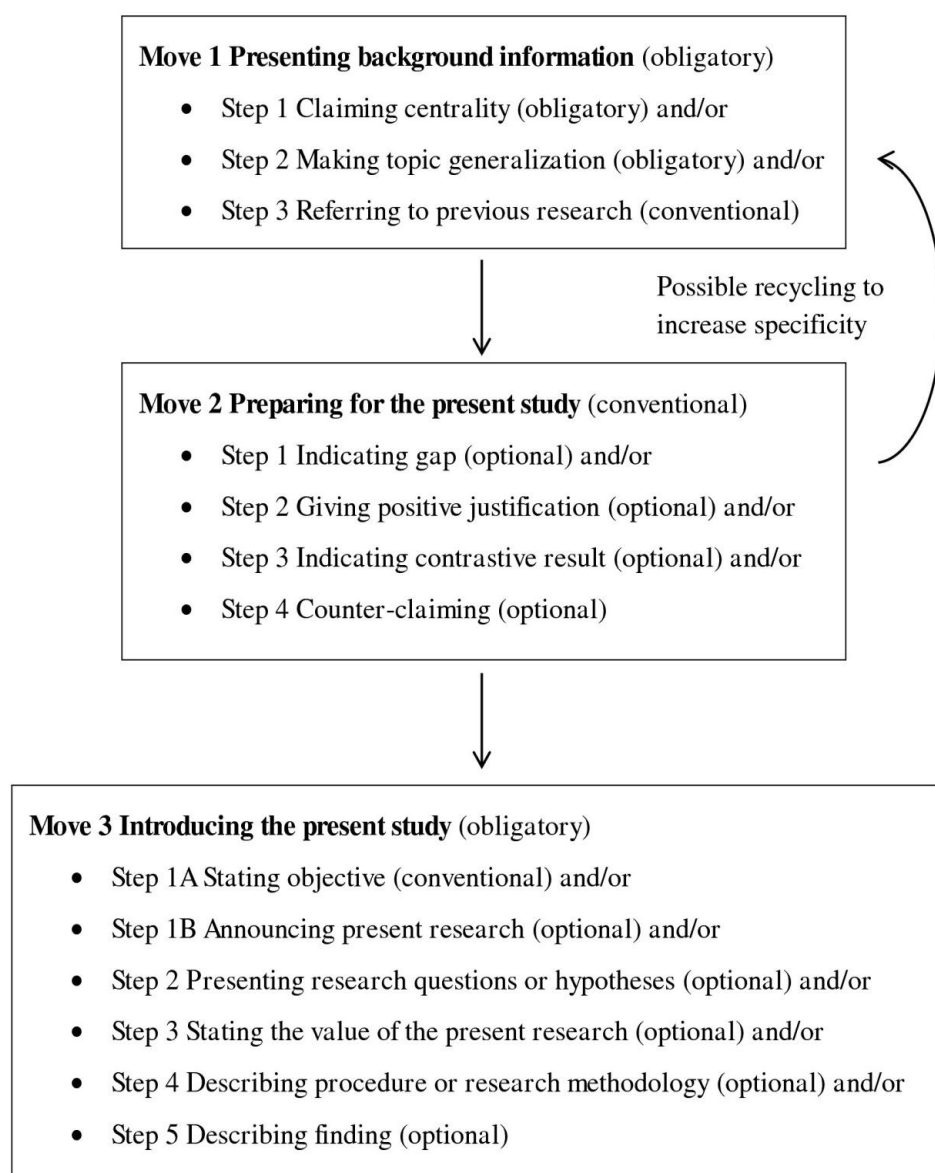 Move 1 Presenting background information (obligatory)
• Step 1 Claiming centrality (obligatory) and/or
• Step 2 Making topic generalization (obligatory) and/or
• Step 3 Referring to previous research (conventional)
Possible recycling to
increase specificity
Move 2 Preparing for the present study (conventional)
• Step 1 Indicating gap (optional) and/or
• Step 2 Giving positive justification (optional) and/or
• Step 3 Indicating contrastive result (optional) and/or
• Step 4 Counter-claiming (optional)
Move 3 Introducing the present study (obligatory)
• Step 1A Stating objective (conventional) and/or
• Step 1B Announcing present research (optional) and/or
• Step 2 Presenting research questions or hypotheses (optional) and/or
• Step 3 Stating the value of the present research (optional) and/or
• Step 4 Describing procedure or research methodology (optional) and/or
• Step 5 Describing finding (optional)